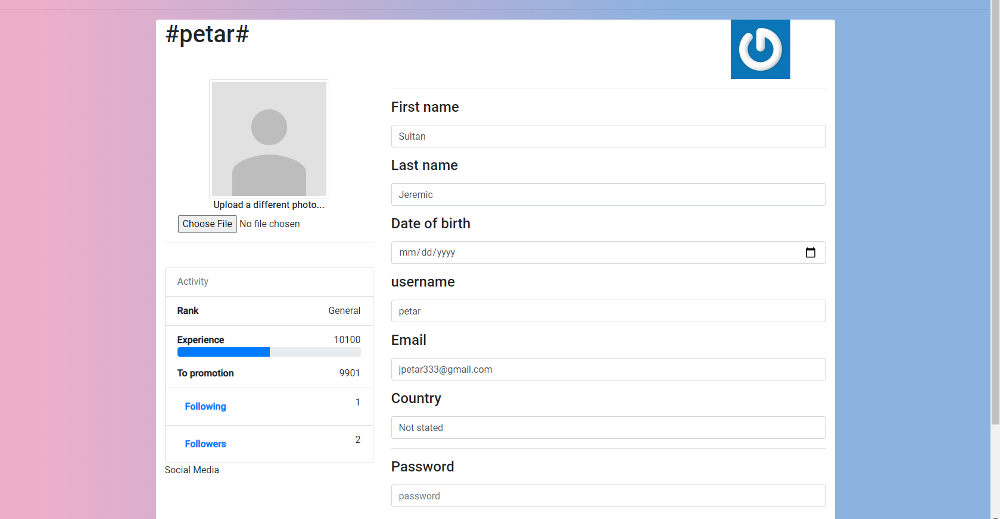 #petar#
Upload a different photo...
Choose File No file chosen
Activity
Rank General
Experience 10100
To promotion 9901
Following 1
Followers 2
Social Media
First name
Sultan
Last name
Jeremic
Date of birth
mm/dd/yyyy
username
petar
Email
jpetar333@gmail.com
Country
Not stated
Password
password